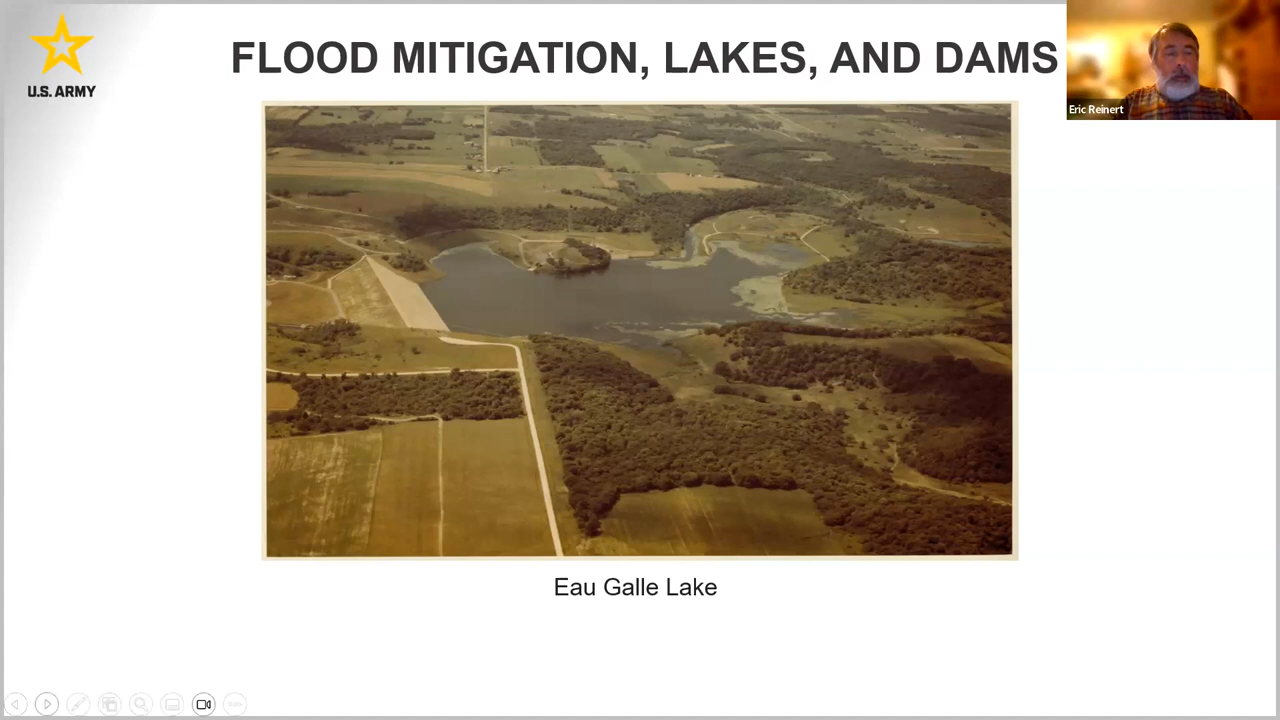 FLOOD MITIGATION, LAKES, AND DAMS
U.S. ARMY
Eric Reinert
Eau Galle Lake